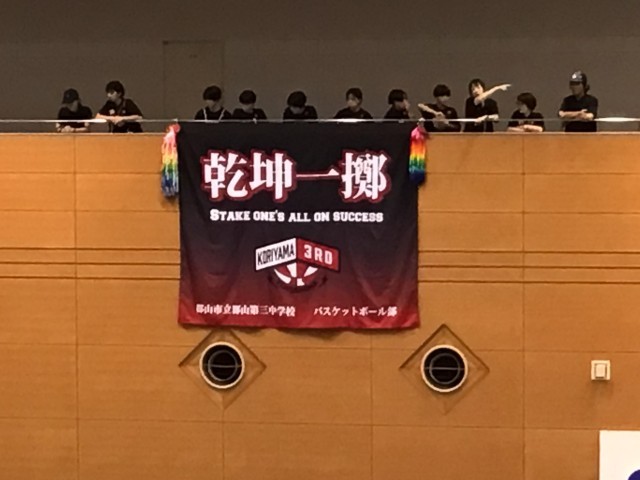 乾坤一擲
STAKE ONE'S ALL ON SUCCESS
KORIYAMA 3RD
郡山市立郡山第三中学校 バスケットボール部